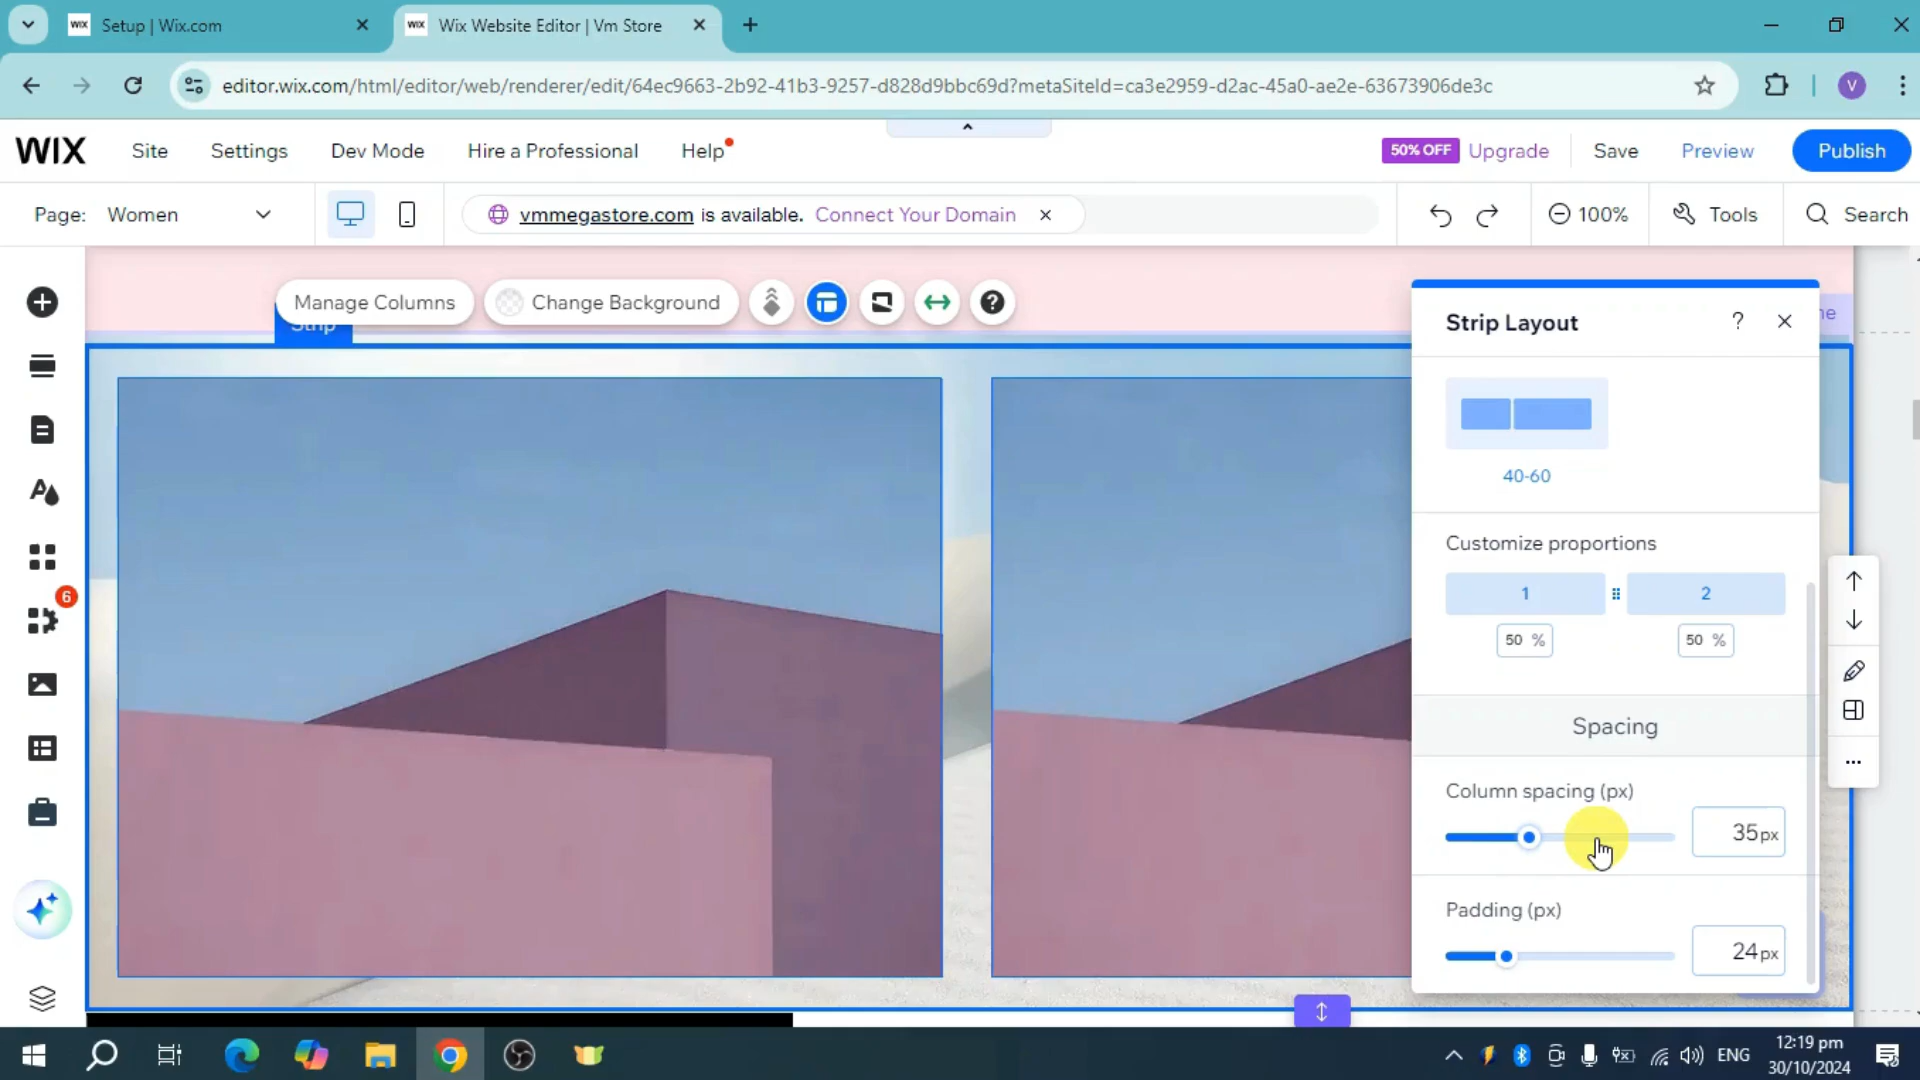 WIX Setup | Wix.com
WIX Wix Website Editor | Vm Store
editor.wix.com/html/editor/web/renderer/edit/64ec9663-2b92-41b3-9257-d828d9bbc69d?metaSiteId=ca3e2959-d2ac-45a0-ae2e-63673906de3c
V
WIX Site Settings Dev Mode Hire a Professional Help 50% OFF Upgrade Save Preview Publish
Page: Women vmmegastore.com is available. Connect Your Domain 100% Tools Search
Manage Columns Change Background ?
Strip
Strip Layout ?
40-60
Customize proportions
1 2
50 % 50 %
Spacing
Column spacing (px)
35px
Padding (px)
24px
6
ENG
12:19 pm
30/10/2024